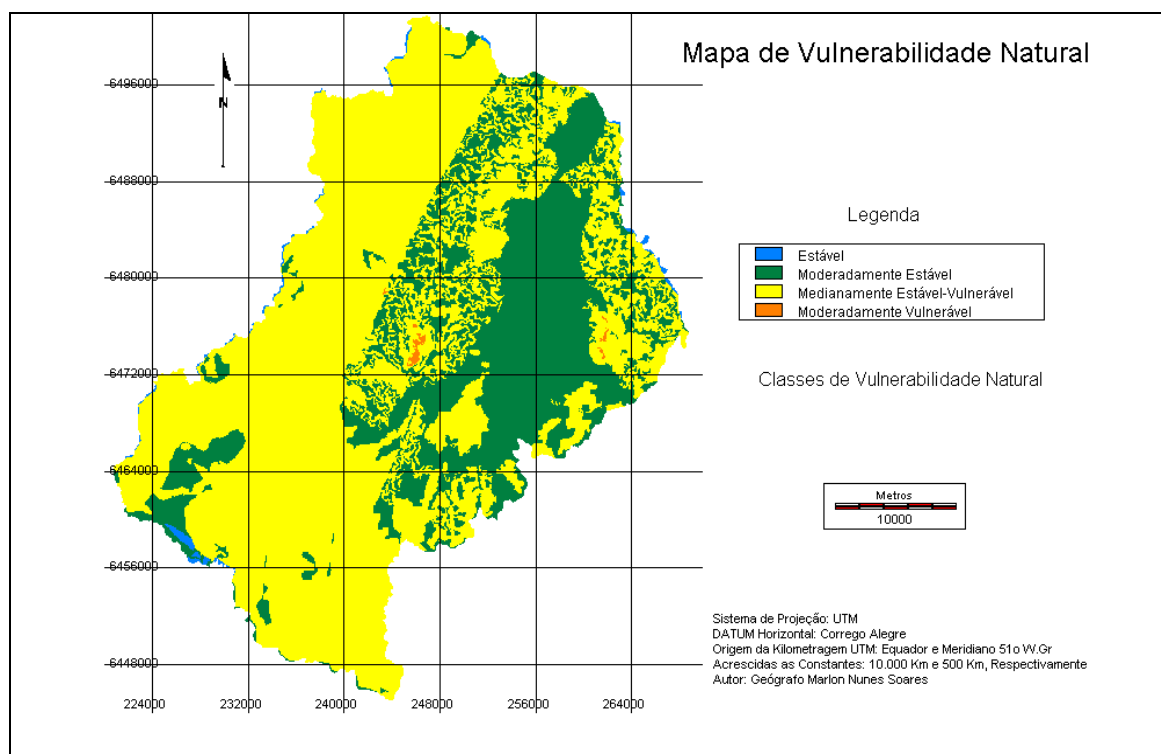 Mapa de Vulnerabilidade Natural
N
6496000
6488000
6480000
6472000
6464000
6456000
6448000
224000 232000 240000 248000 256000 264000
Legenda
Estável
Moderadamente Estável
Medianamente Estável-Vulnerável
Moderadamente Vulnerável
Classes de Vulnerabilidade Natural
Metros
10000
Sistema de Projeção: UTM
DATUM Horizontal: Corrego Alegre
Origem da Kilometragem UTM: Equador e Meridiano 51o W.Gr
Acrescidas as Constantes: 10.000 Km e 500 Km, Respectivamente
Autor: Geógrafo Marlon Nunes Soares